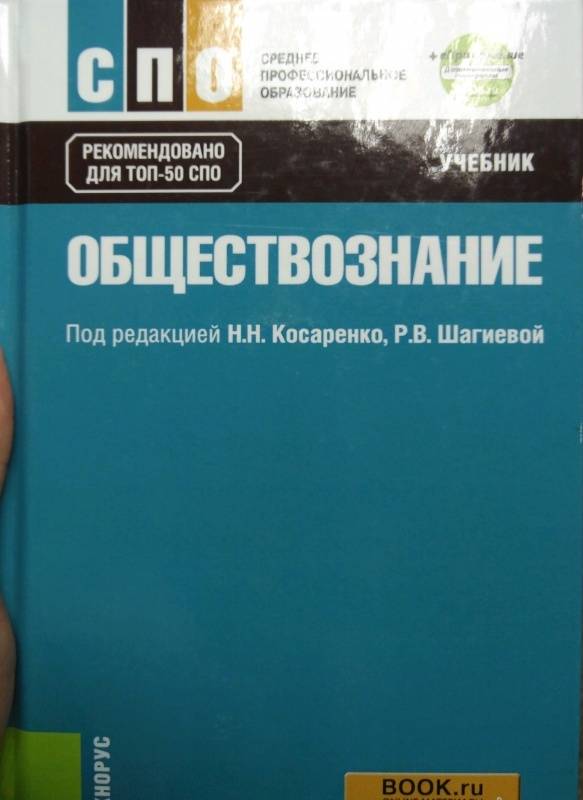 СПО
СРЕДНЕЕ
ПРОФЕССИОНАЛЬНОЕ
ОБРАЗОВАНИЕ
РЕКОМЕНДОВАНО
ДЛЯ ТОП-50 СПО
УЧЕБНИК
ОБЩЕСТВОЗНАНИЕ
Под редакцией Н.Н. Косаренко, Р.В. Шагиевой
КНОРУС
BOOK.ru